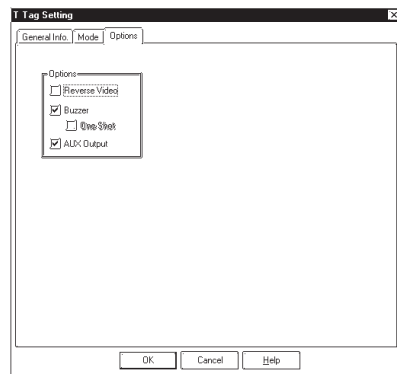 T Tag Setting
General Info. Mode Options
Options
Reverse Video
Buzzer
One Shot
AUX Output
OK Cancel Help